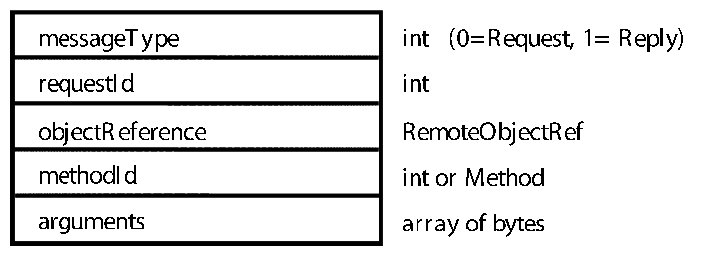 messageType int (0=Request, 1= Reply)
requestId int
objectReference RemoteObjectRef
methodId int or Method
arguments array of bytes